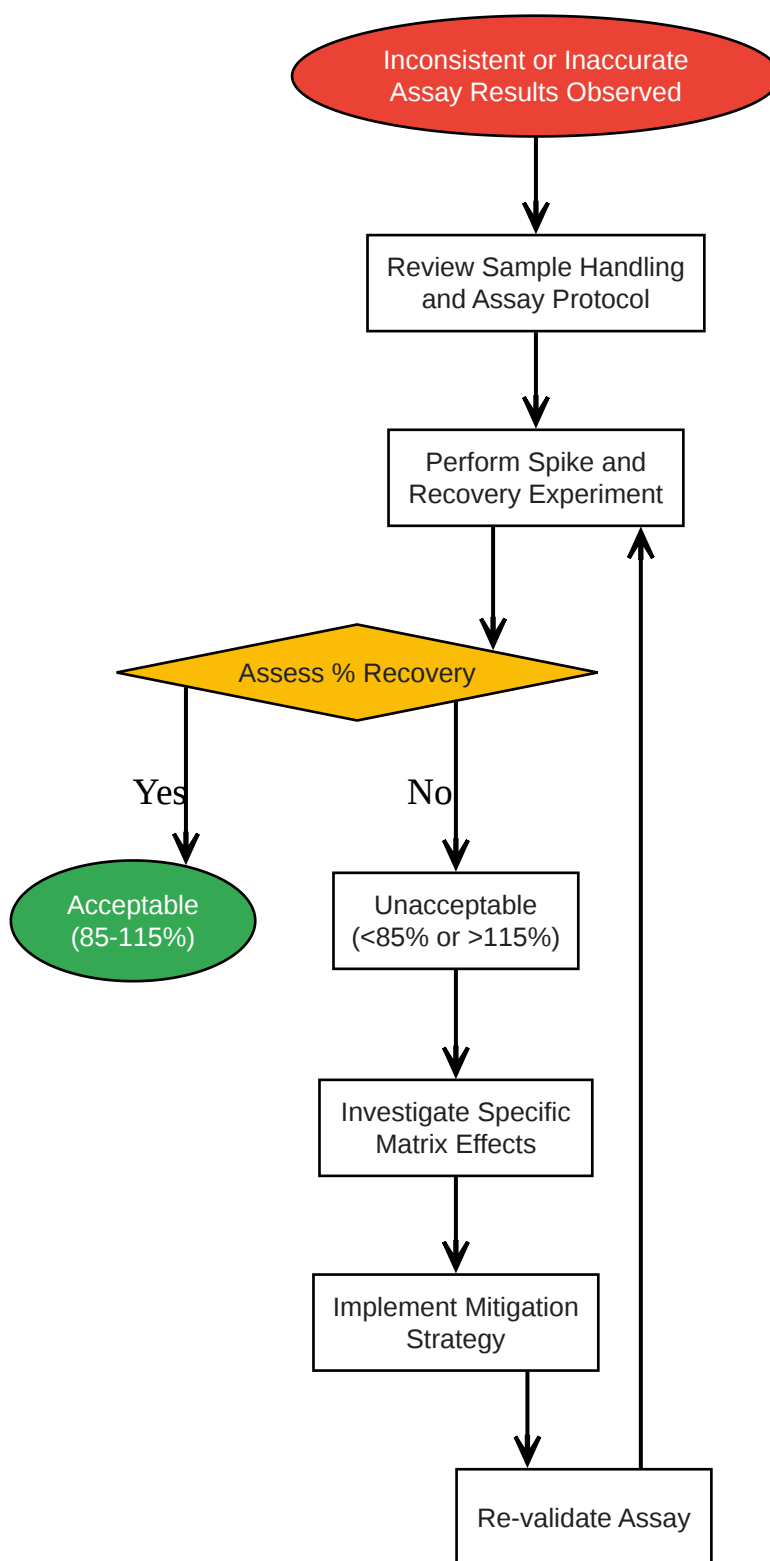 Inconsistent or Inaccurate
Assay Results Observed
Review Sample Handling
and Assay Protocol
Perform Spike and
Recovery Experiment
Assess % Recovery
Yes
No
Acceptable
(85-115%)
Unacceptable
(<85% or >115%)
Investigate Specific
Matrix Effects
Implement Mitigation
Strategy
Re-validate Assay